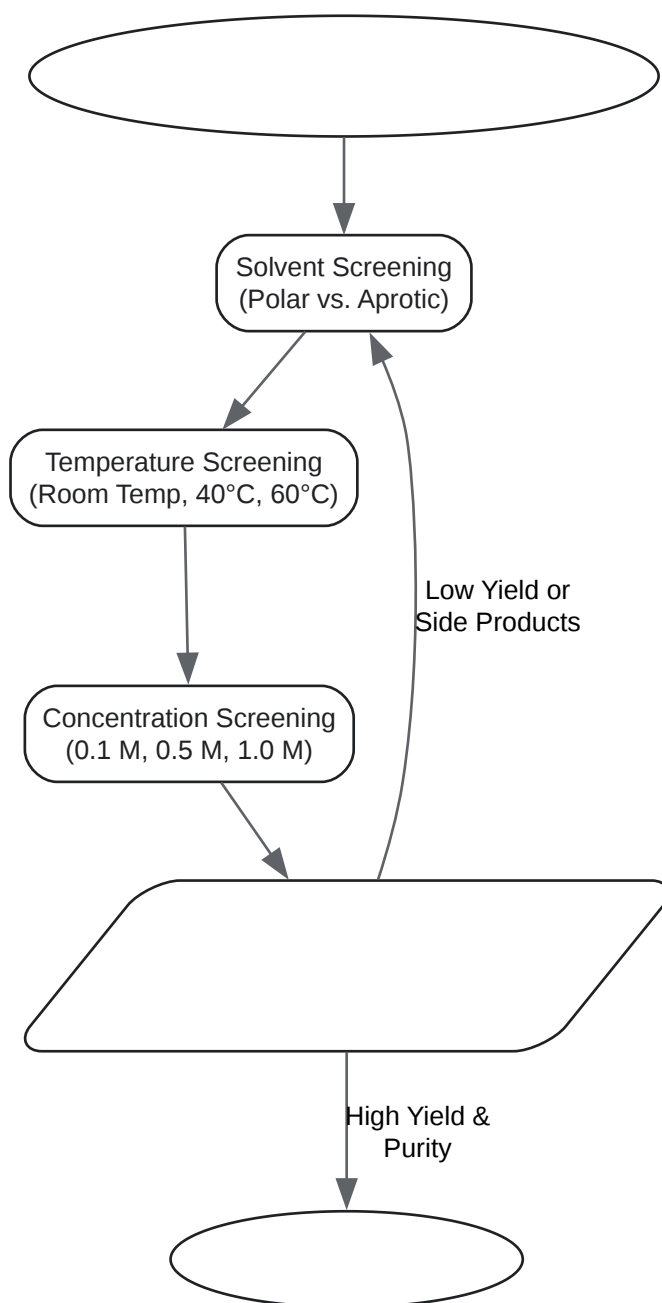 Solvent Screening
(Polar vs. Aprotic)
Temperature Screening
(Room Temp, 40°C, 60°C)
Low Yield or
Side Products
Concentration Screening
(0.1 M, 0.5 M, 1.0 M)
High Yield &
Purity